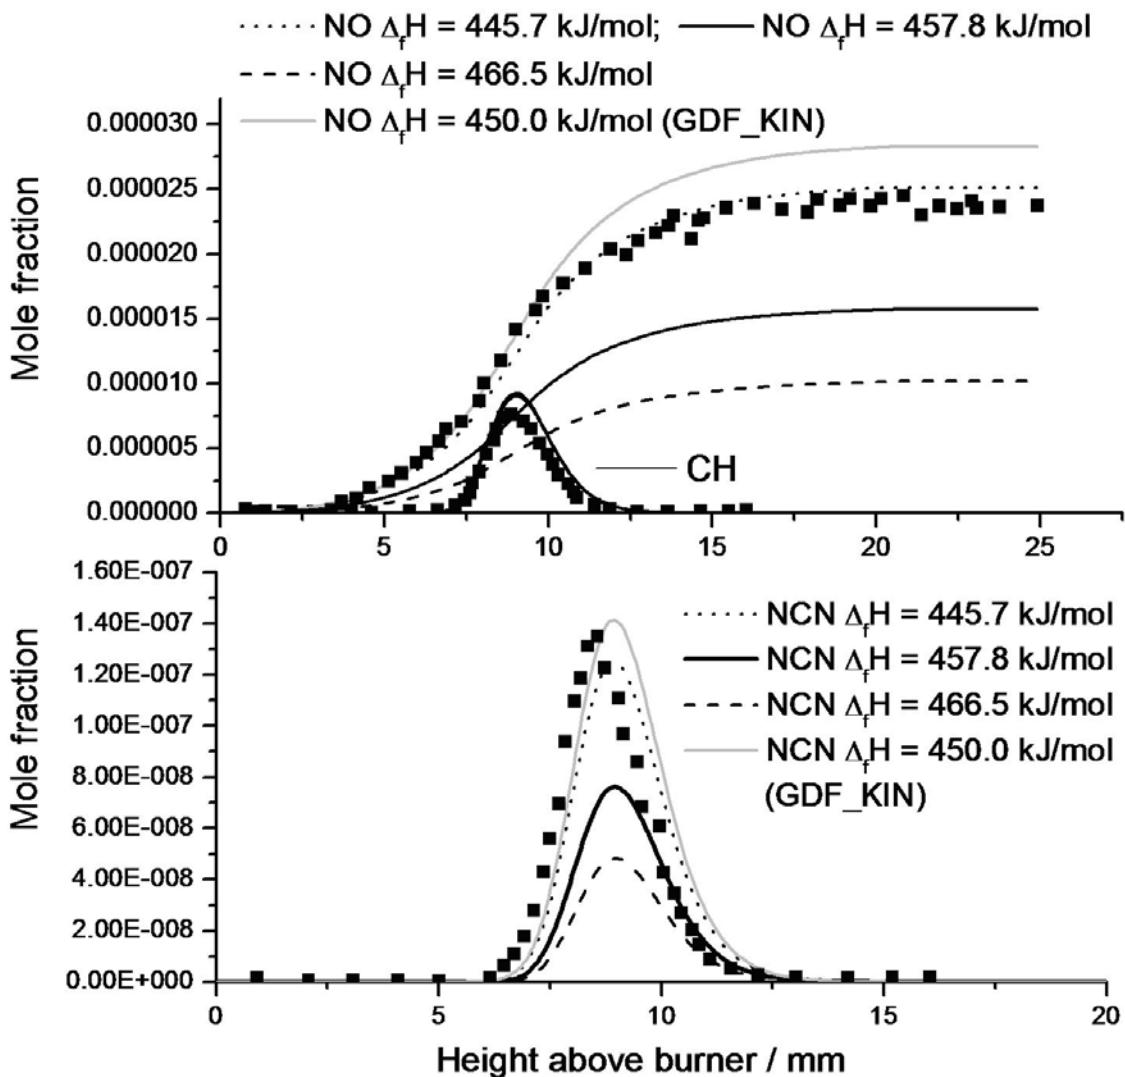 NO ΔfH = 445.7 kJ/mol; NO ΔfH = 457.8 kJ/mol
NO ΔfH = 466.5 kJ/mol
NO ΔfH = 450.0 kJ/mol (GDF_KIN)
Mole fraction
0.000030
0.000025
0.000020
0.000015
0.000010
0.000005
0.000000
CH
0 5 10 15 20 25
Mole fraction
1.60E-007
1.40E-007
1.20E-007
1.00E-007
8.00E-008
6.00E-008
4.00E-008
2.00E-008
0.00E+000
NCN ΔfH = 445.7 kJ/mol
NCN ΔfH = 457.8 kJ/mol
NCN ΔfH = 466.5 kJ/mol
NCN ΔfH = 450.0 kJ/mol
(GDF_KIN)
0 5 10 15 20
Height above burner / mm